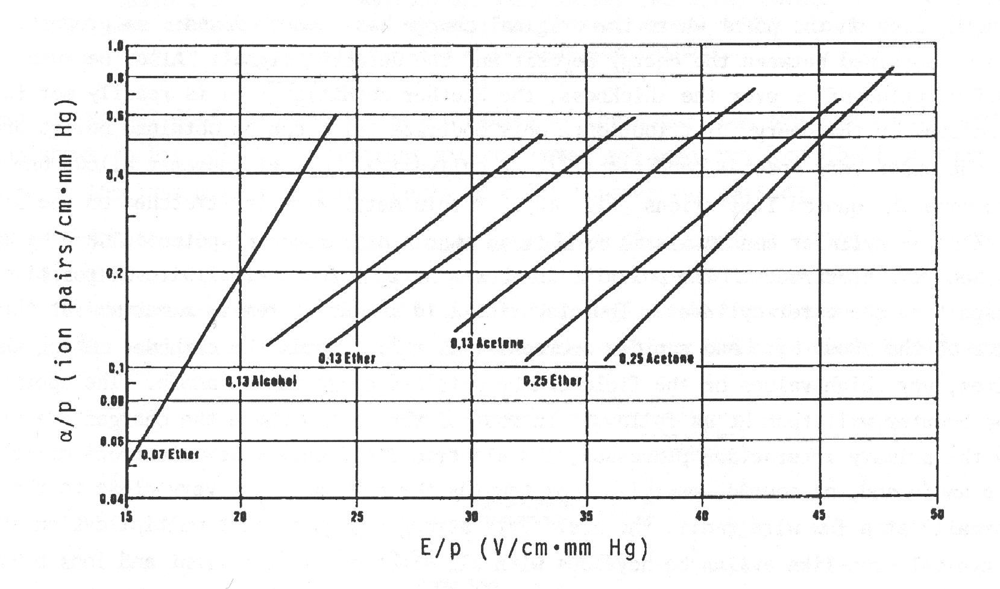 1.0
0.8
0.6
0,4
0.2
0,1
0.08
0.06
0.04
α/p (ion pairs/cm•mm Hg)
0,13 Acetone
0,13 Ether
0,25 Acetone
0,13 Alcohol
0,25 Ether
0,07 Ether
15 20 25 30 35 40 45 50
E/p (V/cm•mm Hg)